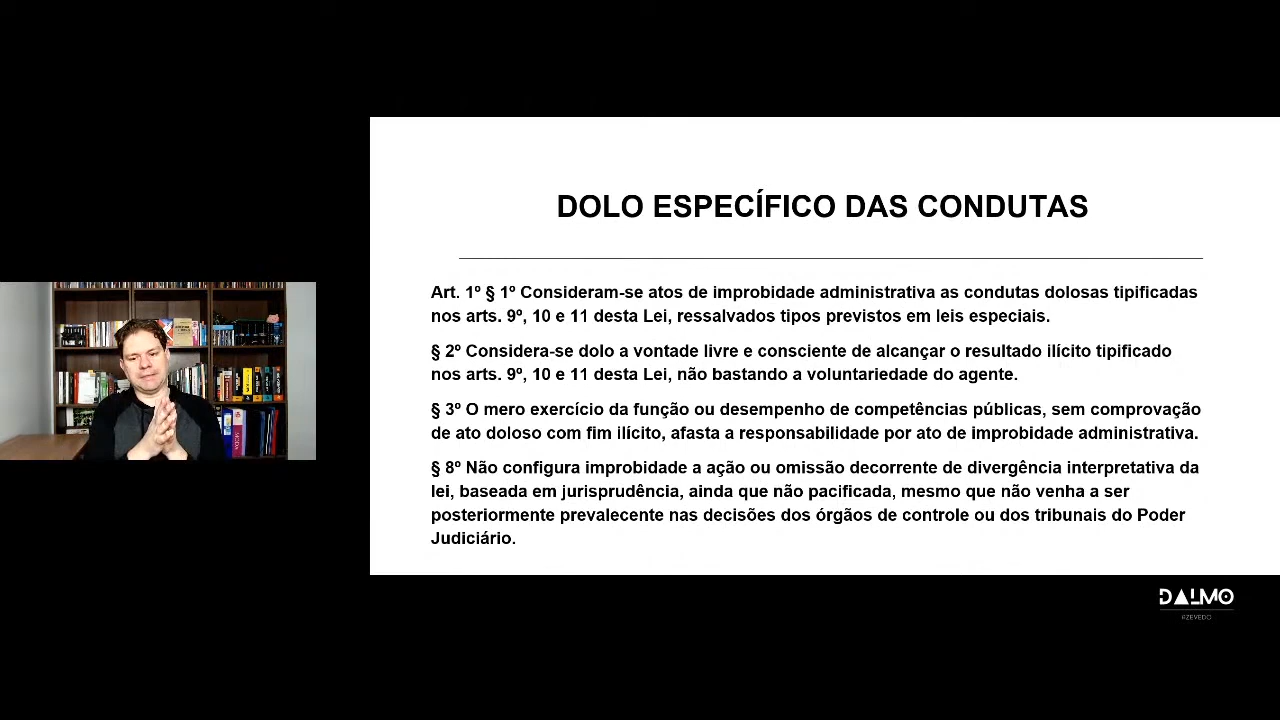 DOLO ESPECÍFICO DAS CONDUTAS
Art. 1º § 1º Consideram-se atos de improbidade administrativa as condutas dolosas tipificadas
nos arts. 9º, 10 e 11 desta Lei, ressalvados tipos previstos em leis especiais.
§ 2º Considera-se dolo a vontade livre e consciente de alcançar o resultado ilícito tipificado
nos arts. 9º, 10 e 11 desta Lei, não bastando a voluntariedade do agente.
§ 3º O mero exercício da função ou desempenho de competências públicas, sem comprovação
de ato doloso com fim ilícito, afasta a responsabilidade por ato de improbidade administrativa.
§ 8º Não configura improbidade a ação ou omissão decorrente de divergência interpretativa da
lei, baseada em jurisprudência, ainda que não pacificada, mesmo que não venha a ser
posteriormente prevalecente nas decisões dos órgãos de controle ou dos tribunais do Poder
Judiciário.
DALMO
AZEVEDO